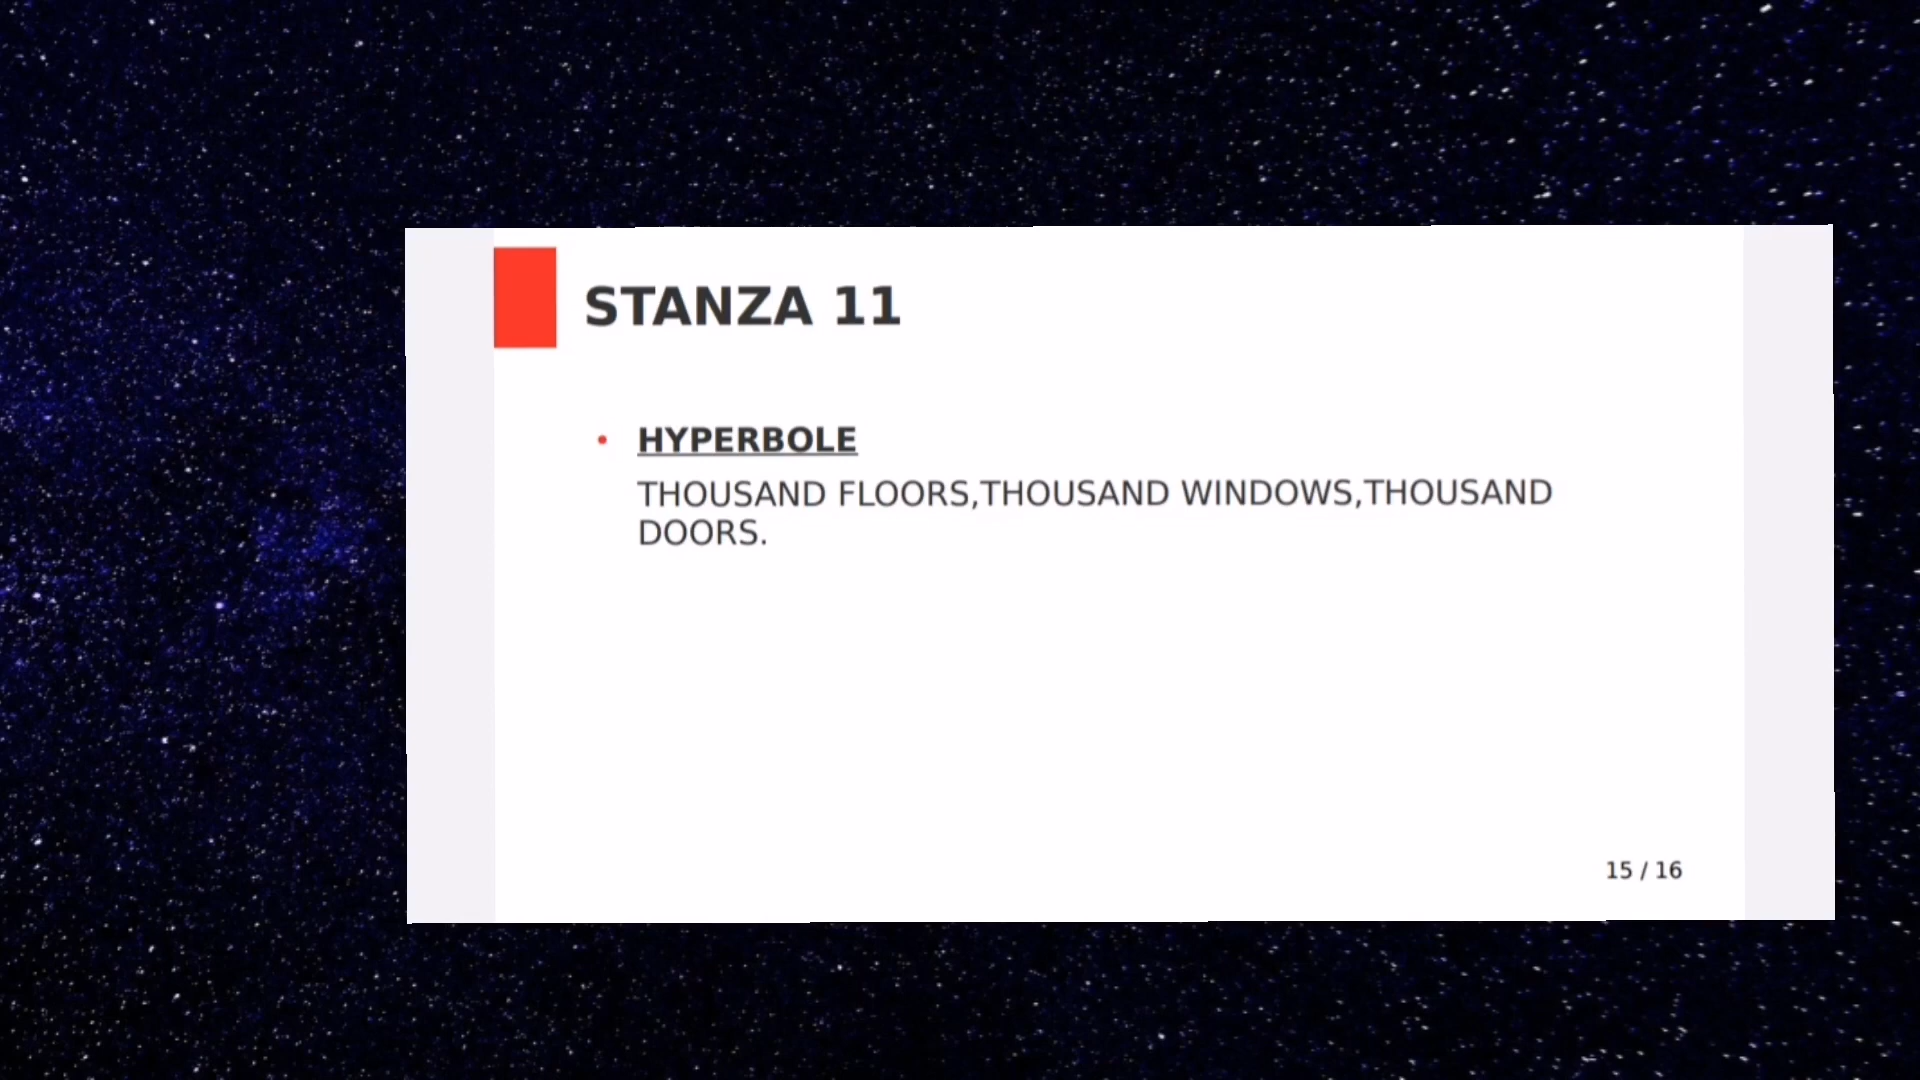 STANZA 11
• HYPERBOLE
THOUSAND FLOORS,THOUSAND WINDOWS,THOUSAND
DOORS.
15 / 16